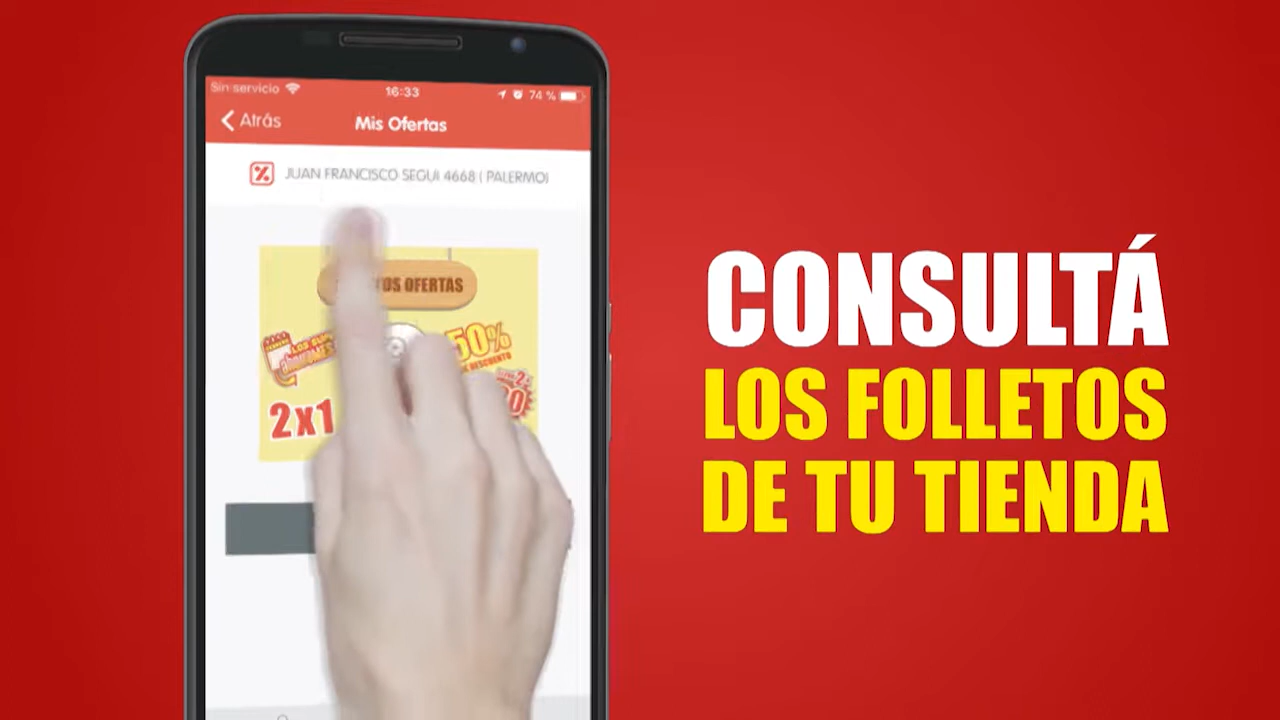 Sin servicio 16:33 74 %
Atrás Mis Ofertas
JUAN FRANCISCO SEGUI 4668 ( PALERMO)
OFERTAS
50%
2x1
CONSULTÁ
LOS FOLLETOS
DE TU TIENDA